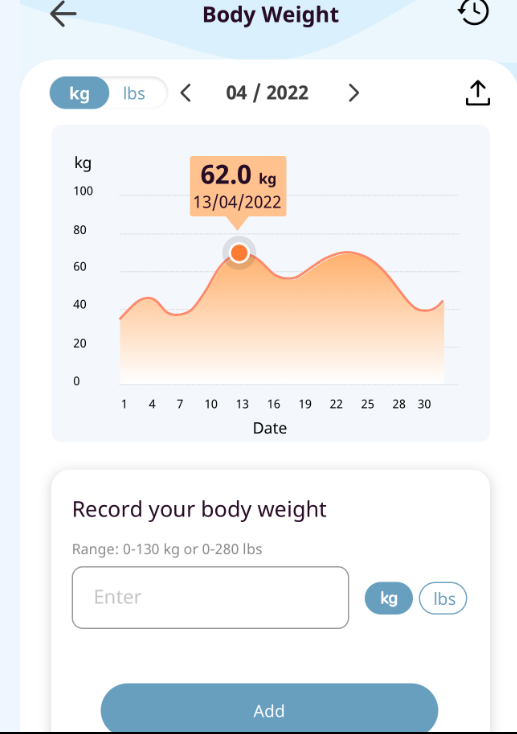 Body Weight
kg lbs 04 / 2022
kg
62.0 kg
13/04/2022
100
80
60
40
20
0
1 4 7 10 13 16 19 22 25 28 30
Date
Record your body weight
Range: 0-130 kg or 0-280 lbs
Enter kg lbs
Add